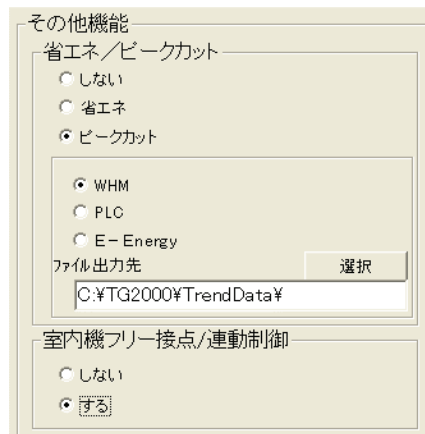 その他機能
省エネ／ピークカット
しない
省エネ
ピークカット
WHM
PLC
E－Energy
ファイル出力先 選択
C:¥TG2000¥TrendData¥
室内機フリー接点/連動制御
しない
する